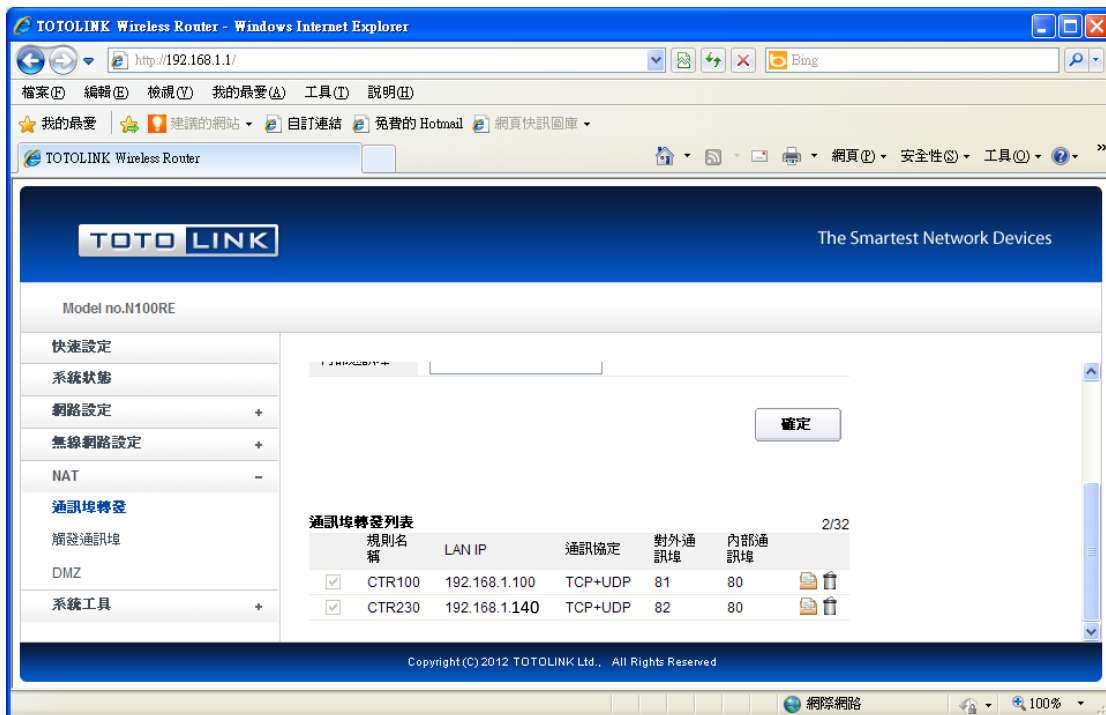 TOTOLINK Wireless Router - Windows Internet Explorer
http://192.168.1.1/
Bing
檔案(F) 編輯(E) 檢視(V) 我的最愛(A) 工具(T) 說明(H)
我的最愛 建議的網站 自訂連結 免費的 Hotmail 網頁快訊圖庫
TOTOLINK Wireless Router
網頁(P) 安全性(S) 工具(O) »
TOTO LINK
The Smartest Network Devices
Model no.N100RE
快速設定
系統狀態
網路設定 +
無線網路設定 +
NAT –
通訊埠轉發
觸發通訊埠
DMZ
系統工具 +
確定
通訊埠轉發列表 2/32
規則名稱 LAN IP 通訊協定 對外通訊埠 內部通訊埠
CTR100 192.168.1.100 TCP+UDP 81 80
CTR230 192.168.1.140 TCP+UDP 82 80
Copyright (C) 2012 TOTOLINK Ltd., All Rights Reserved
網際網路 100%